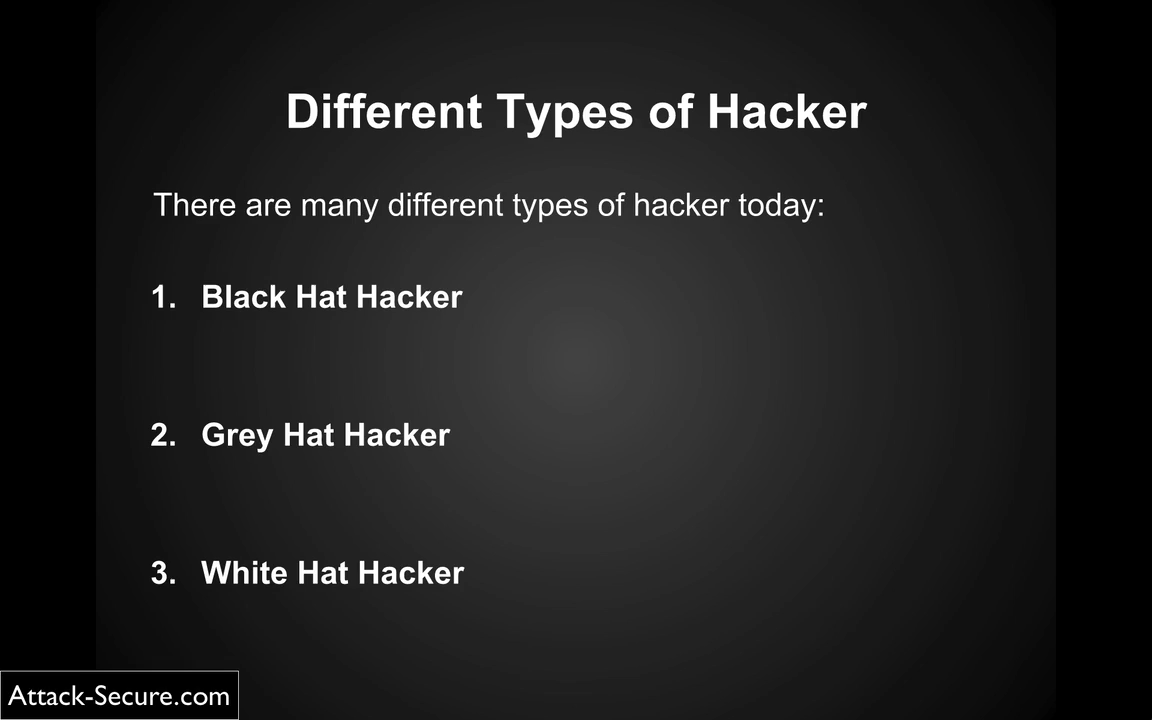 Different Types of Hacker
There are many different types of hacker today:
1. Black Hat Hacker
2. Grey Hat Hacker
3. White Hat Hacker
Attack-Secure.com